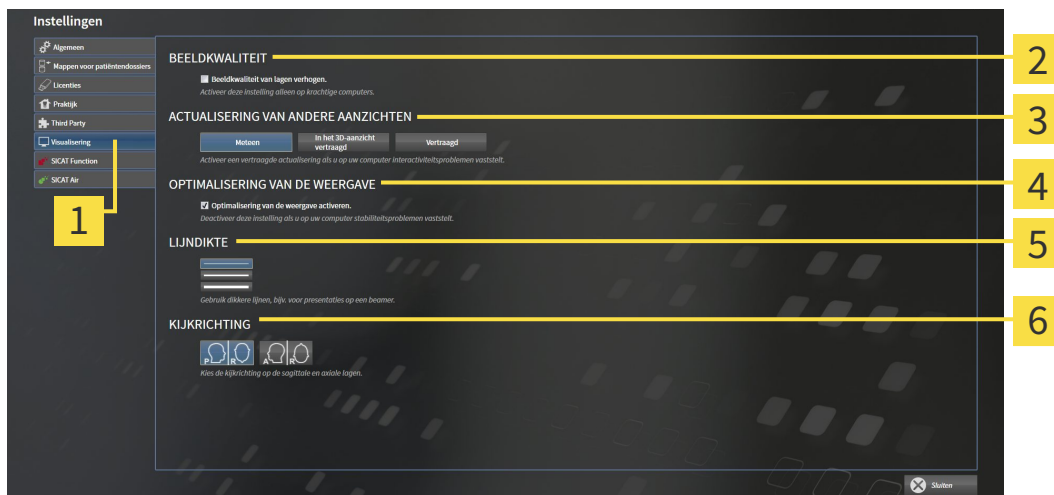 Instellingen
Algemeen
Mappen voor patiëntendossiers
Licenties
Praktijk
Third Party
Visualisering
SICAT Function
SICAT Air
1
BEELDKWALITEIT
2
Beeldkwaliteit van lagen verhogen.
Activeer deze instelling alleen op krachtige computers.
ACTUALISERING VAN ANDERE AANZICHTEN
3
Meteen
In het 3D-aanzicht
vertraagd
Vertraagd
Activeer een vertraagde actualisering als u op uw computer interactiviteitsproblemen vaststelt.
OPTIMALISERING VAN DE WEERGAVE
4
Optimalisering van de weergave activeren.
Deactiveer deze instelling als u op uw computer stabiliteitsproblemen vaststelt.
LIJNDIKTE
5
Gebruik dikkere lijnen, bijv. voor presentaties op een beamer.
KIJKRICHTING
6
P R
A R
Kies de kijkrichting op de sagittale en axiale lagen.
Sluiten